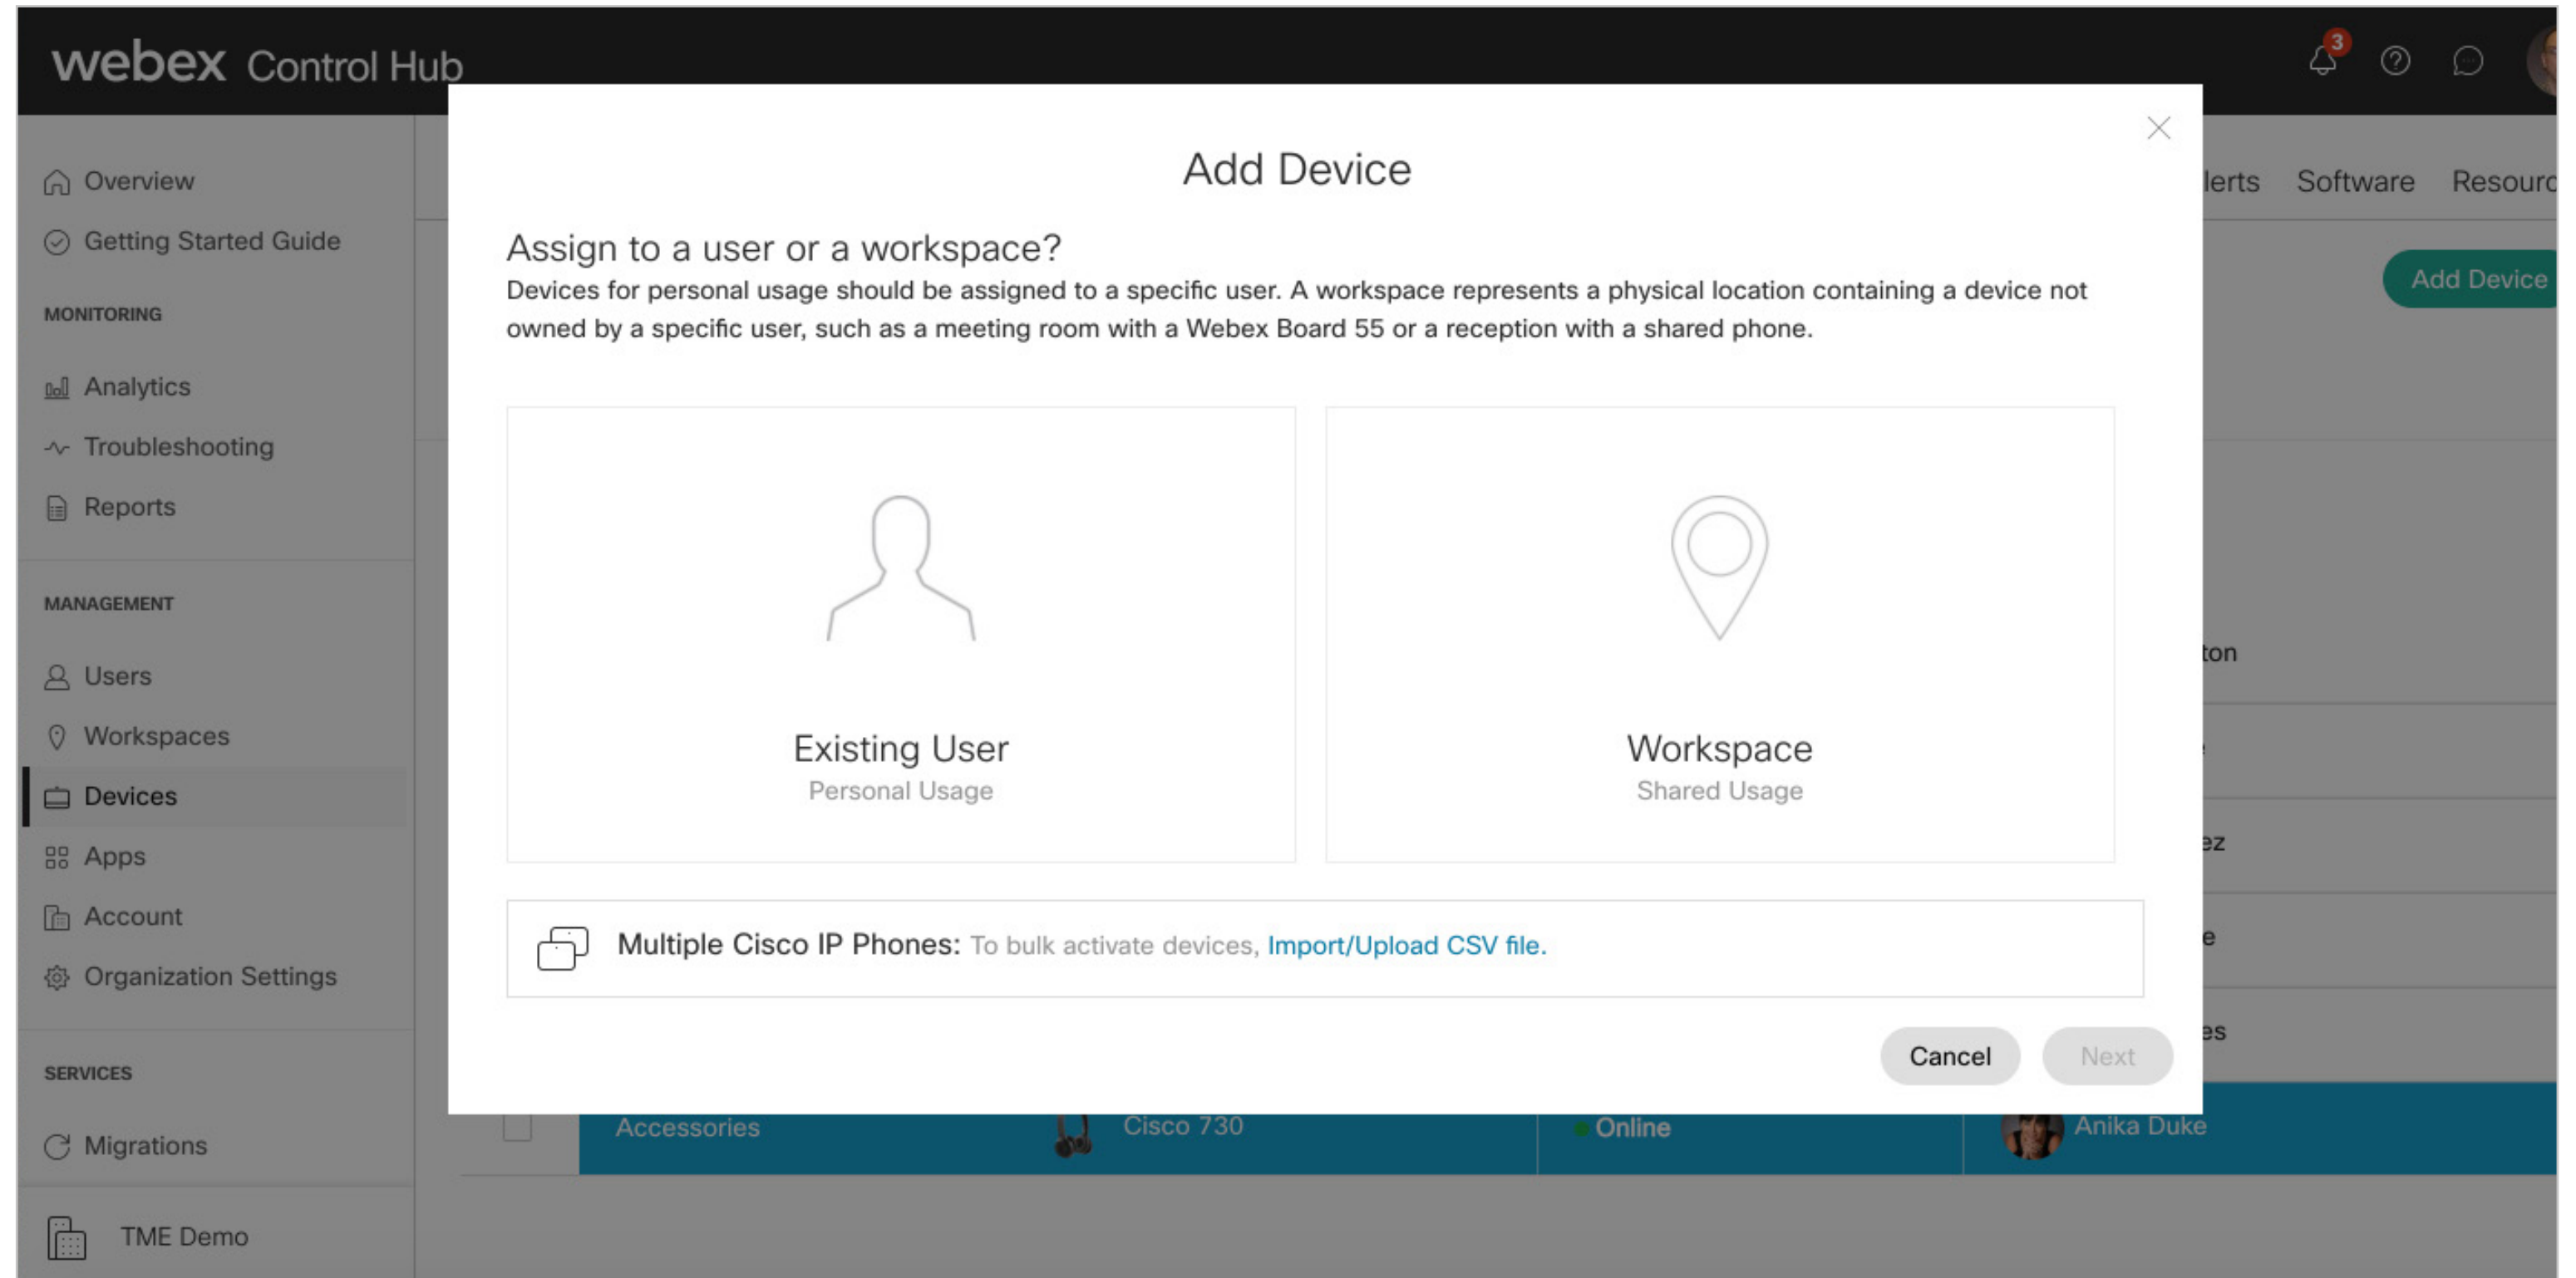 webex Control Hub
3
Overview
Getting Started Guide
MONITORING
Analytics
Troubleshooting
Reports
MANAGEMENT
Users
Workspaces
Devices
Apps
Account
Organization Settings
SERVICES
Migrations
TME Demo
Software
Add Device
Add Device
Assign to a user or a workspace?
Devices for personal usage should be assigned to a specific user. A workspace represents a physical location containing a device not
owned by a specific user, such as a meeting room with a Webex Board 55 or a reception with a shared phone.
Existing User
Personal Usage
Workspace
Shared Usage
Multiple Cisco IP Phones: To bulk activate devices, Import/Upload CSV file.
Cancel
Next
Accessories
Cisco 730
Online
Anika Duke